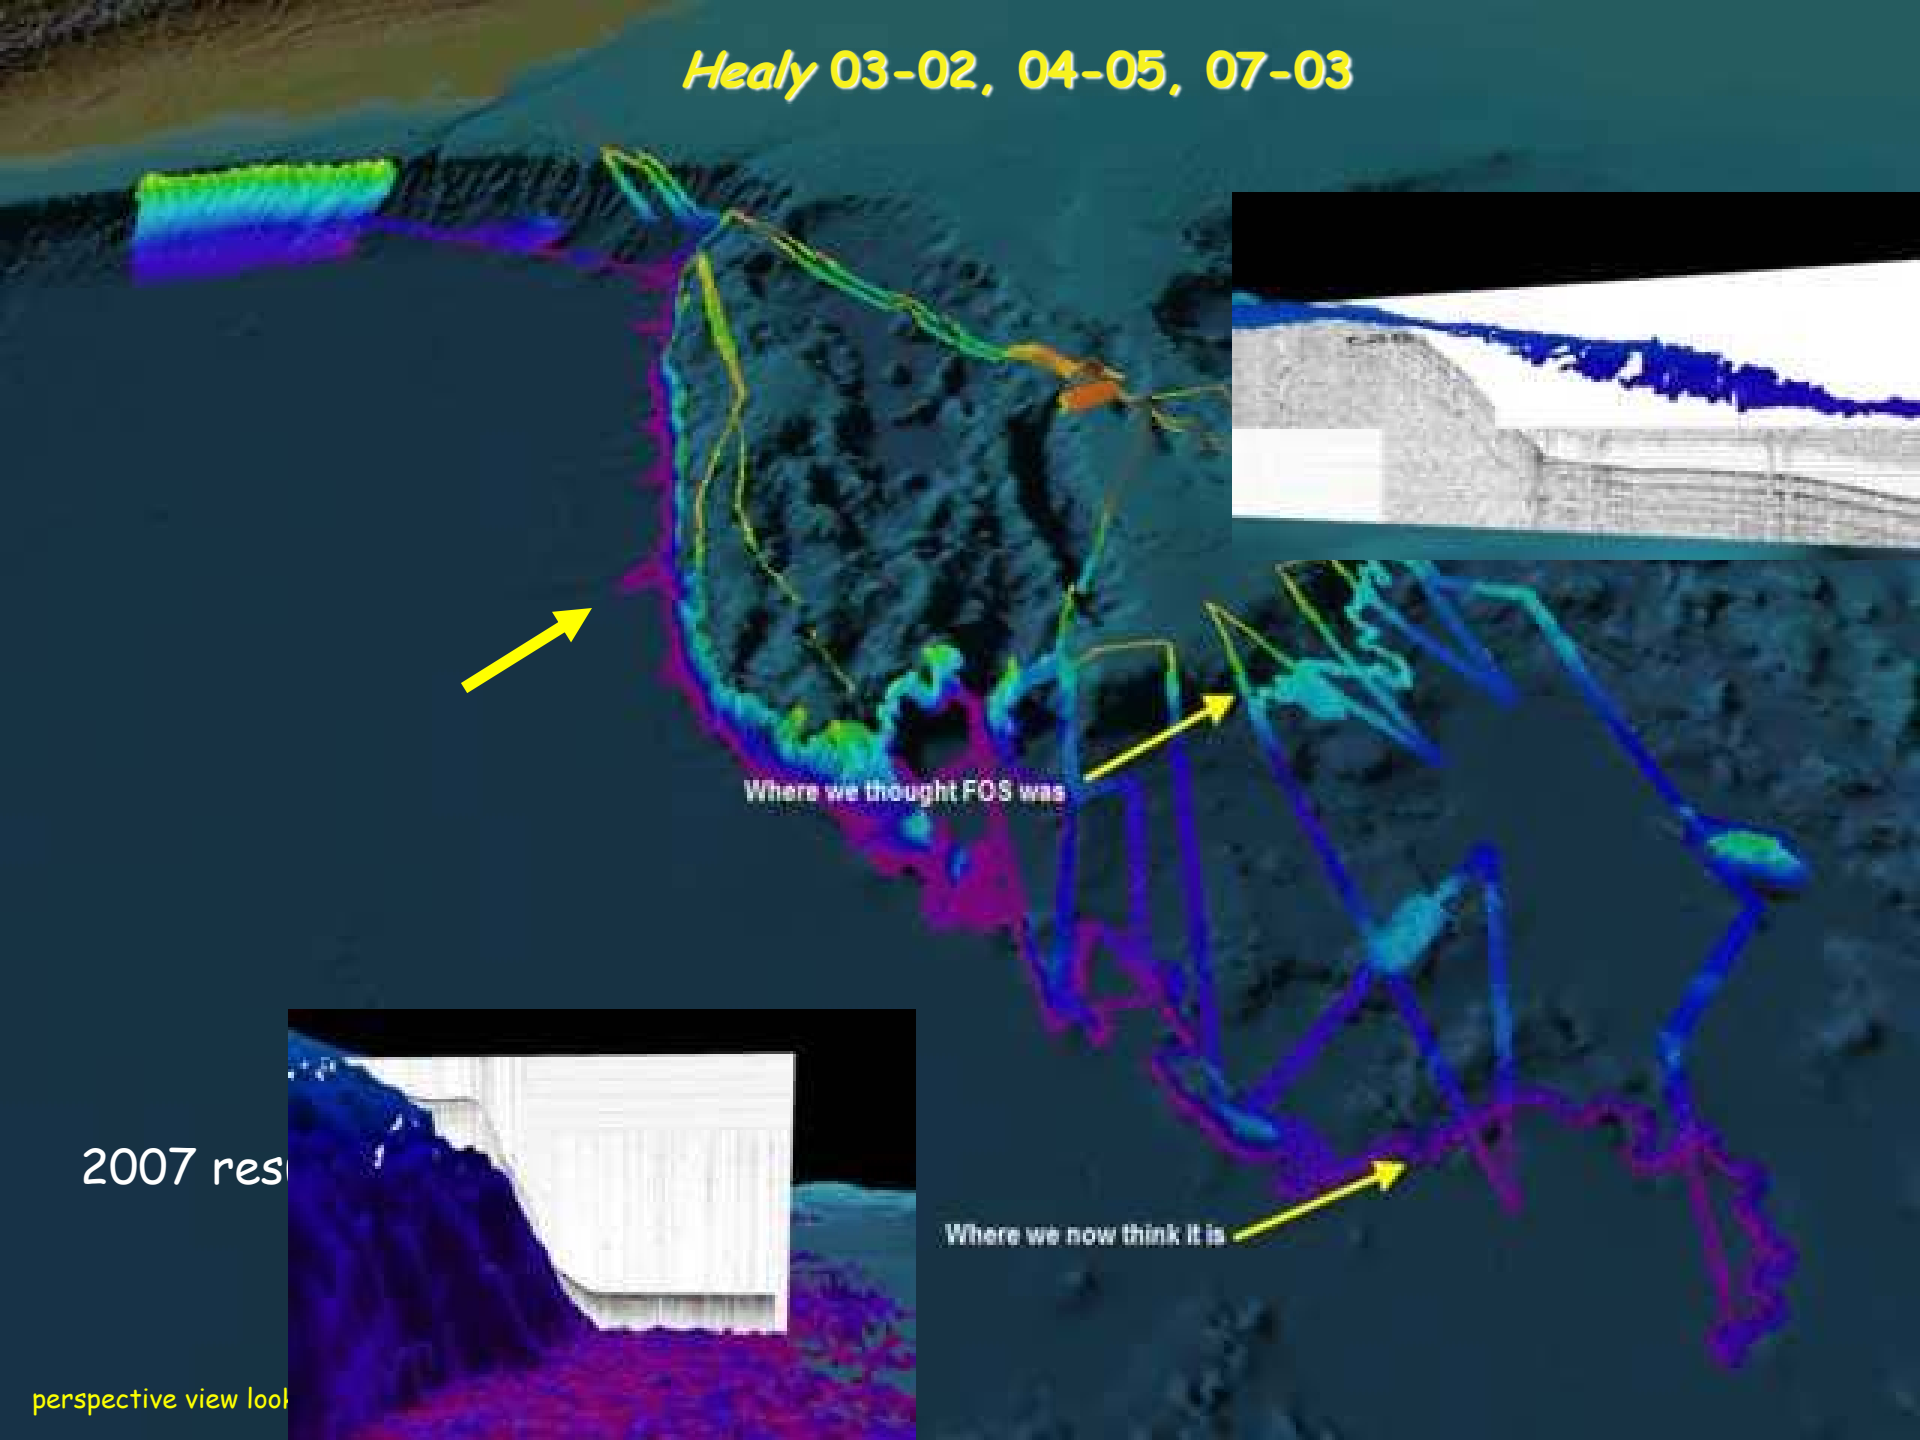 Healy 03-02, 04-05, 07-03
Where we thought FOS was
2007 res
Where we now think it is
perspective view look